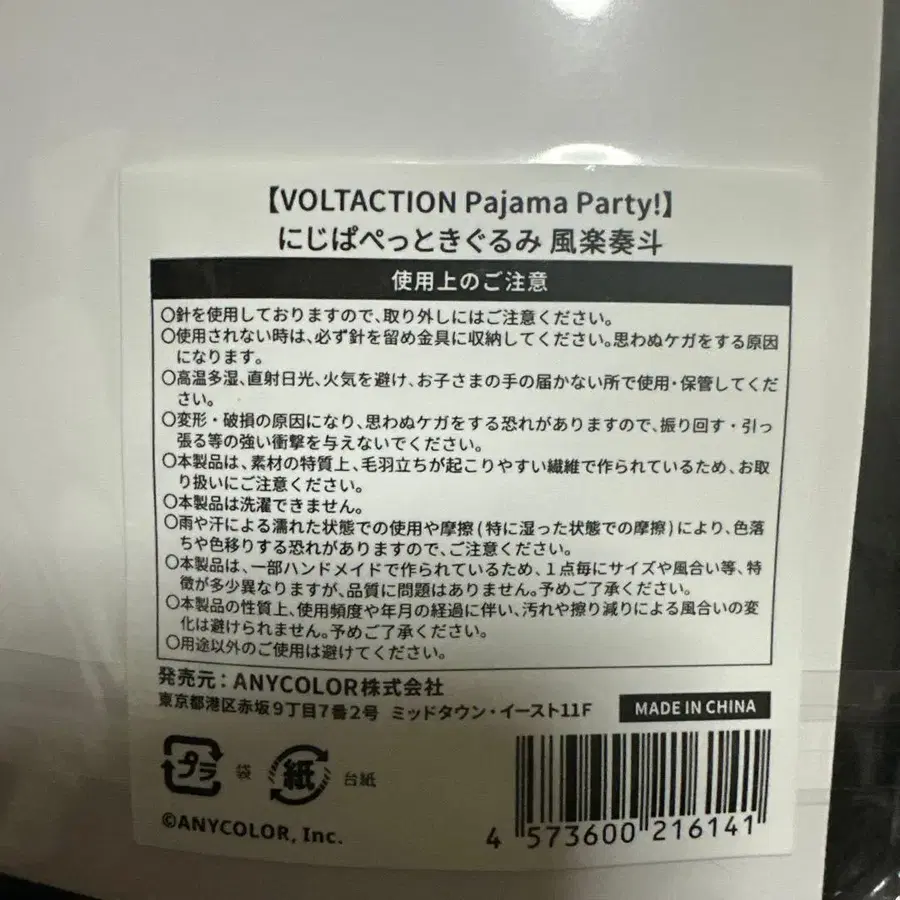 【VOLTACTION Pajama Party!】
にじぱぺっときぐるみ 風楽奏斗
使用上のご注意
〇針を使用しておりますので、取り外しにはご注意ください。
〇使用されない時は、必ず針を留め金具に収納してください。思わぬケガをする原因
になります。
〇高温多湿、直射日光、火気を避け、お子さまの手の届かない所で使用・保管してくだ
さい。
〇変形・破損の原因になり、思わぬケガをする恐れがありますので、振り回す・引っ
張る等の強い衝撃を与えないでください。
〇本製品は、素材の特質上、毛羽立ちが起こりやすい繊維で作られているため、お取
り扱いにご注意ください。
〇本製品は洗濯できません。
〇雨や汗による濡れた状態での使用や摩擦(特に湿った状態での摩擦)により、色落
ちや色移りする恐れがありますので、ご注意ください。
〇本製品は、一部ハンドメイドで作られているため、1点毎にサイズや風合い等、特
徴が多少異なりますが、品質に問題はありません。予めご了承ください。
〇本製品の性質上、使用頻度や年月の経過に伴い、汚れや擦り減りによる風合いの変
化は避けられません。予めご了承ください。
〇用途以外のご使用は避けてください。
発売元:ANYCOLOR株式会社
東京都港区赤坂9丁目7番2号 ミッドタウン・イースト11F
MADE IN CHINA
プラ 袋 紙 台紙
©ANYCOLOR, Inc.
4 573600 216141